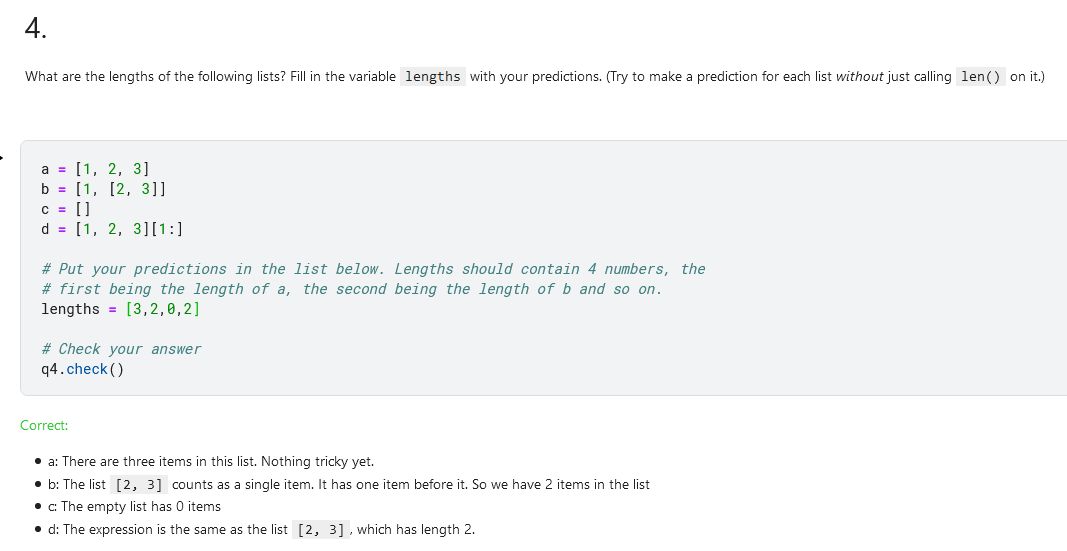 4.
What are the lengths of the following lists? Fill in the variable lengths with your predictions. (Try to make a prediction for each list without just calling len() on it.)
a = [1, 2, 3]
b = [1, [2, 3]]
c = []
d = [1, 2, 3][1:]
# Put your predictions in the list below. Lengths should contain 4 numbers, the
# first being the length of a, the second being the length of b and so on.
lengths = [3,2,0,2]
# Check your answer
q4.check()
Correct:
• a: There are three items in this list. Nothing tricky yet.
• b: The list [2, 3] counts as a single item. It has one item before it. So we have 2 items in the list
• c: The empty list has 0 items
• d: The expression is the same as the list [2, 3], which has length 2.